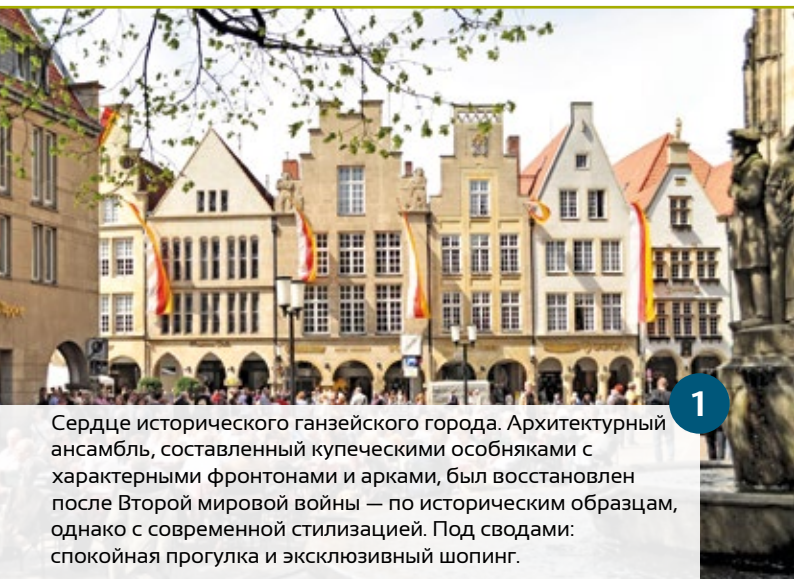 1
Сердце исторического ганзейского города. Архитектурный
ансамбль, составленный купеческими особняками с
характерными фронтонами и арками, был восстановлен
после Второй мировой войны — по историческим образцам,
однако с современной стилизацией. Под сводами:
спокойная прогулка и эксклюзивный шопинг.